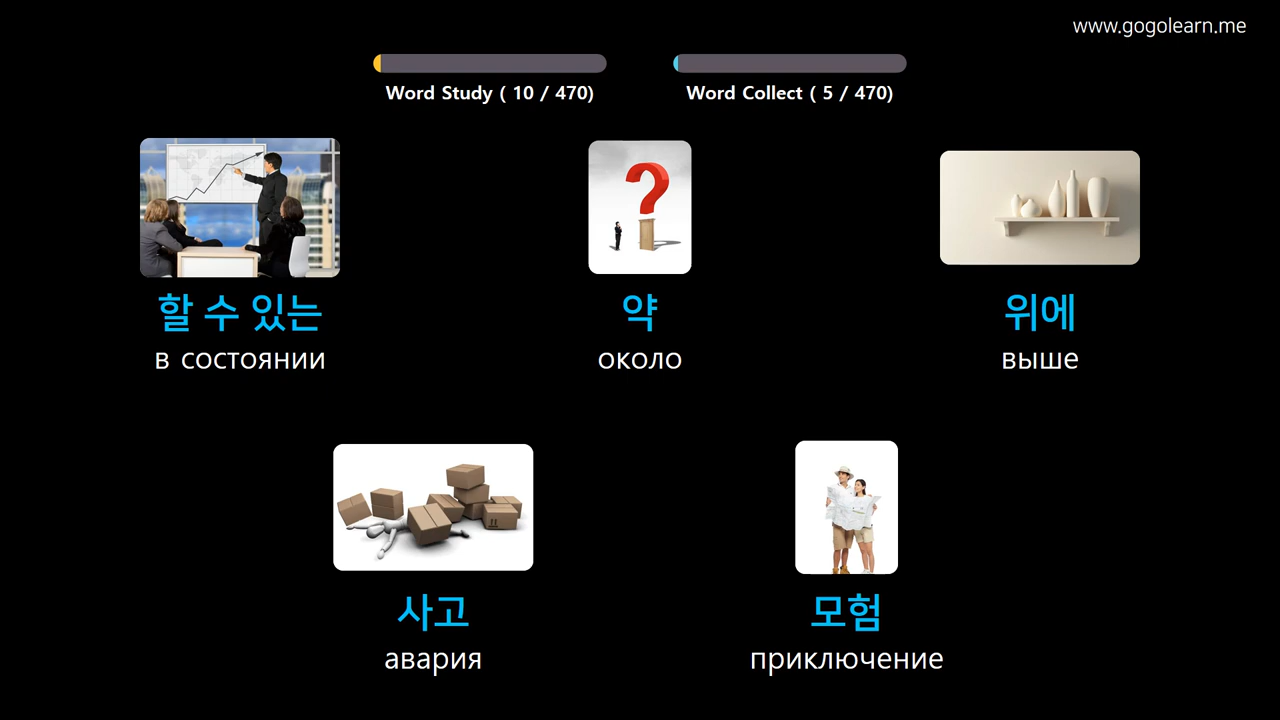 www.gogolearn.me
Word Study ( 10 / 470)
Word Collect ( 5 / 470)
할 수 있는
в состоянии
약
около
위에
выше
사고
авария
모험
приключение